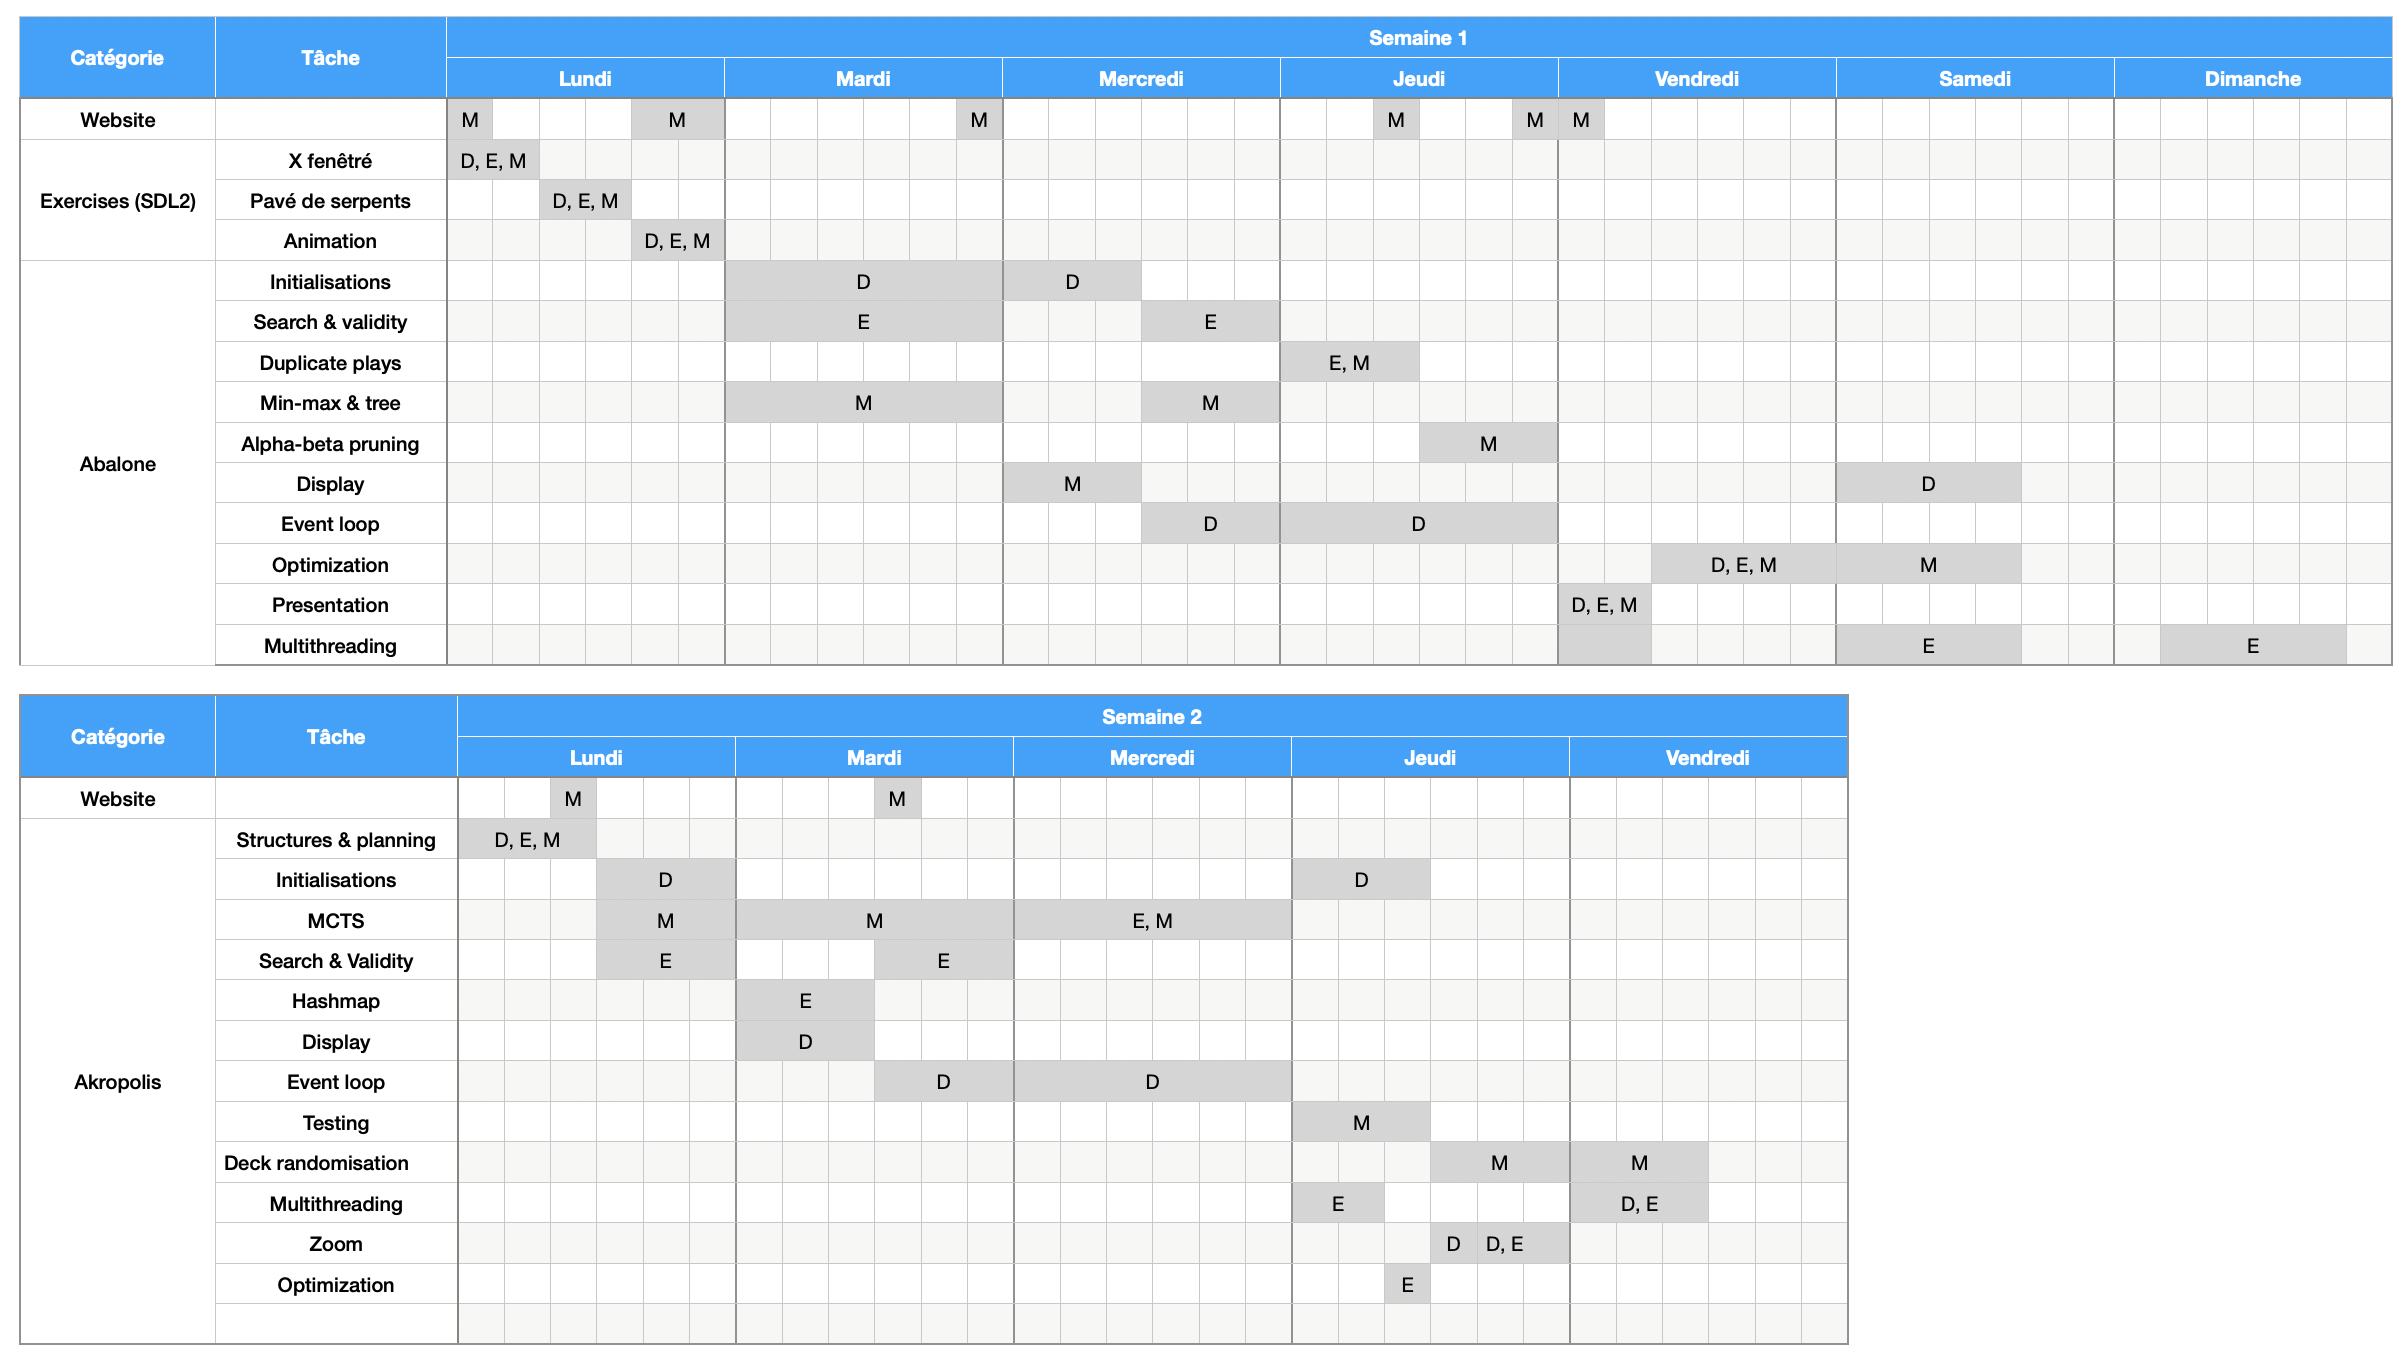 Catégorie Tâche Semaine 1
Lundi Mardi Mercredi Jeudi Vendredi Samedi Dimanche
Website M M M M M M
Exercises (SDL2)
X fenêtré D, E, M
Pavé de serpents D, E, M
Animation D, E, M
Abalone
Initialisations D D
Search & validity E E
Duplicate plays E, M
Min-max & tree M M
Alpha-beta pruning M
Display M D
Event loop D D
Optimization D, E, M M
Presentation D, E, M
Multithreading E E
Catégorie Tâche Semaine 2
Lundi Mardi Mercredi Jeudi Vendredi
Website M M
Akropolis
Structures & planning D, E, M
Initialisations D D
MCTS M M E, M
Search & Validity E E
Hashmap E
Display D
Event loop D D
Testing M
Deck randomisation M M
Multithreading E D, E
Zoom D D, E
Optimization E